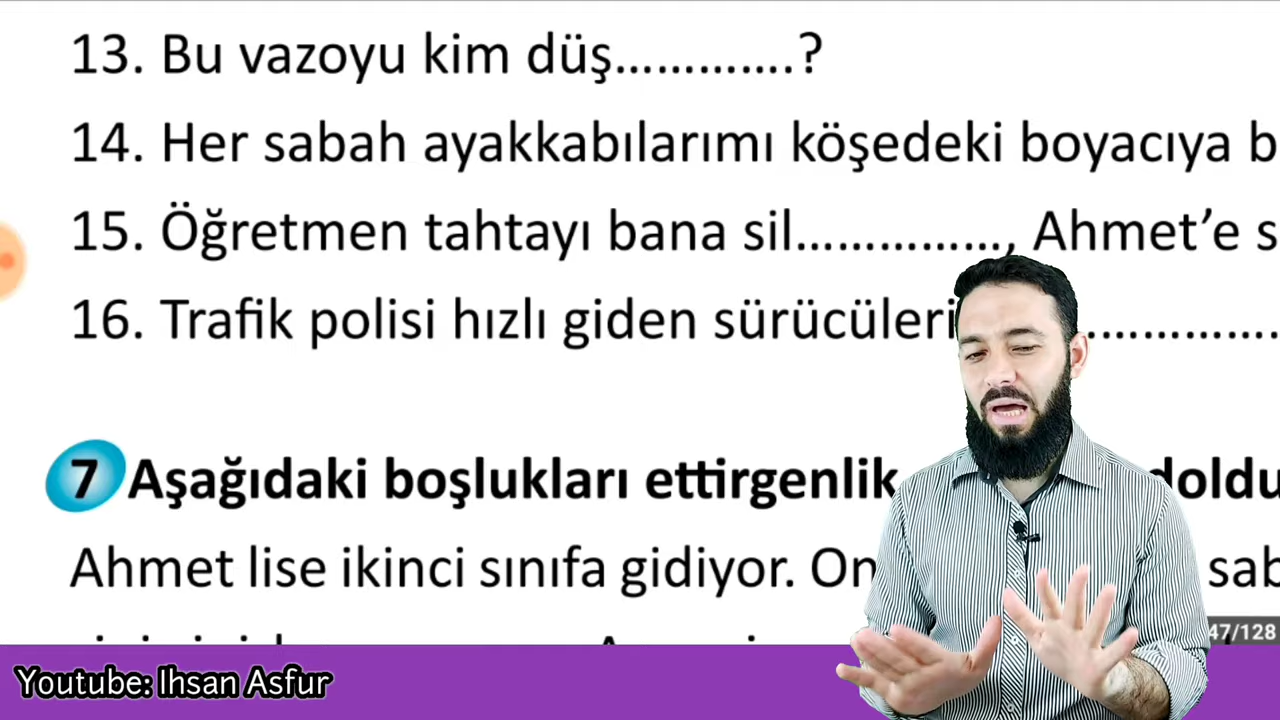 13. Bu vazoyu kim düş………….?
14. Her sabah ayakkabılarımı köşedeki boyacıya b
15. Öğretmen tahtayı bana sil……………, Ahmet’e s
16. Trafik polisi hızlı giden sürücüleri ……………
7 Aşağıdaki boşlukları ettirgenlik doldu
Ahmet lise ikinci sınıfa gidiyor. On sab
47/128
Youtube: Ihsan Asfur